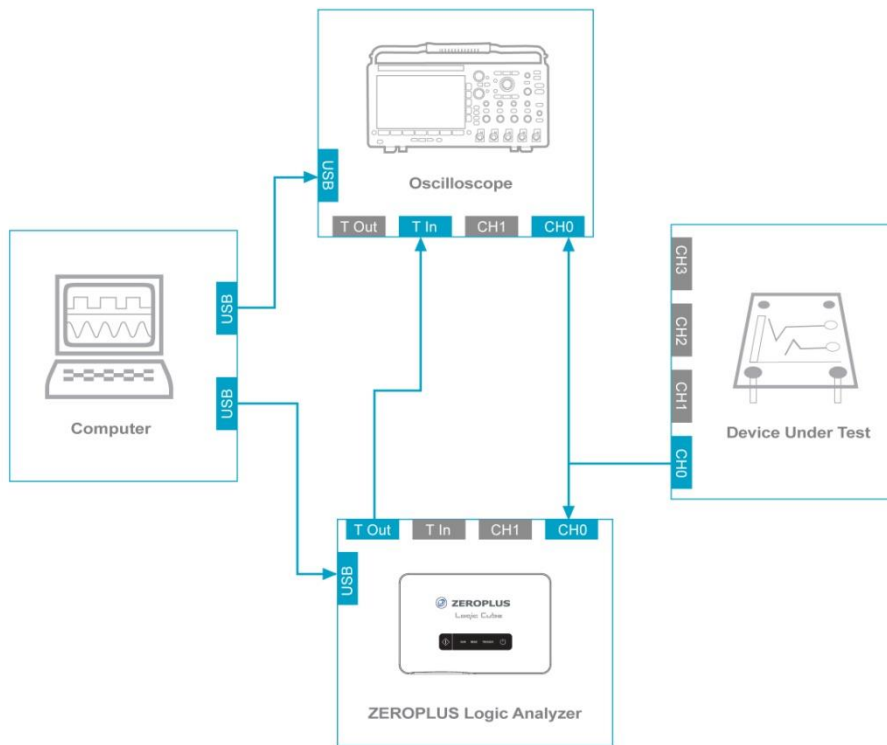 USB
Oscilloscope
T Out T In CH1 CH0
USB
USB
Computer
CH3
CH2
CH1
CH0
Device Under Test
T Out T In CH1 CH0
USB
ZEROPLUS
Logic Cube
ZEROPLUS Logic Analyzer